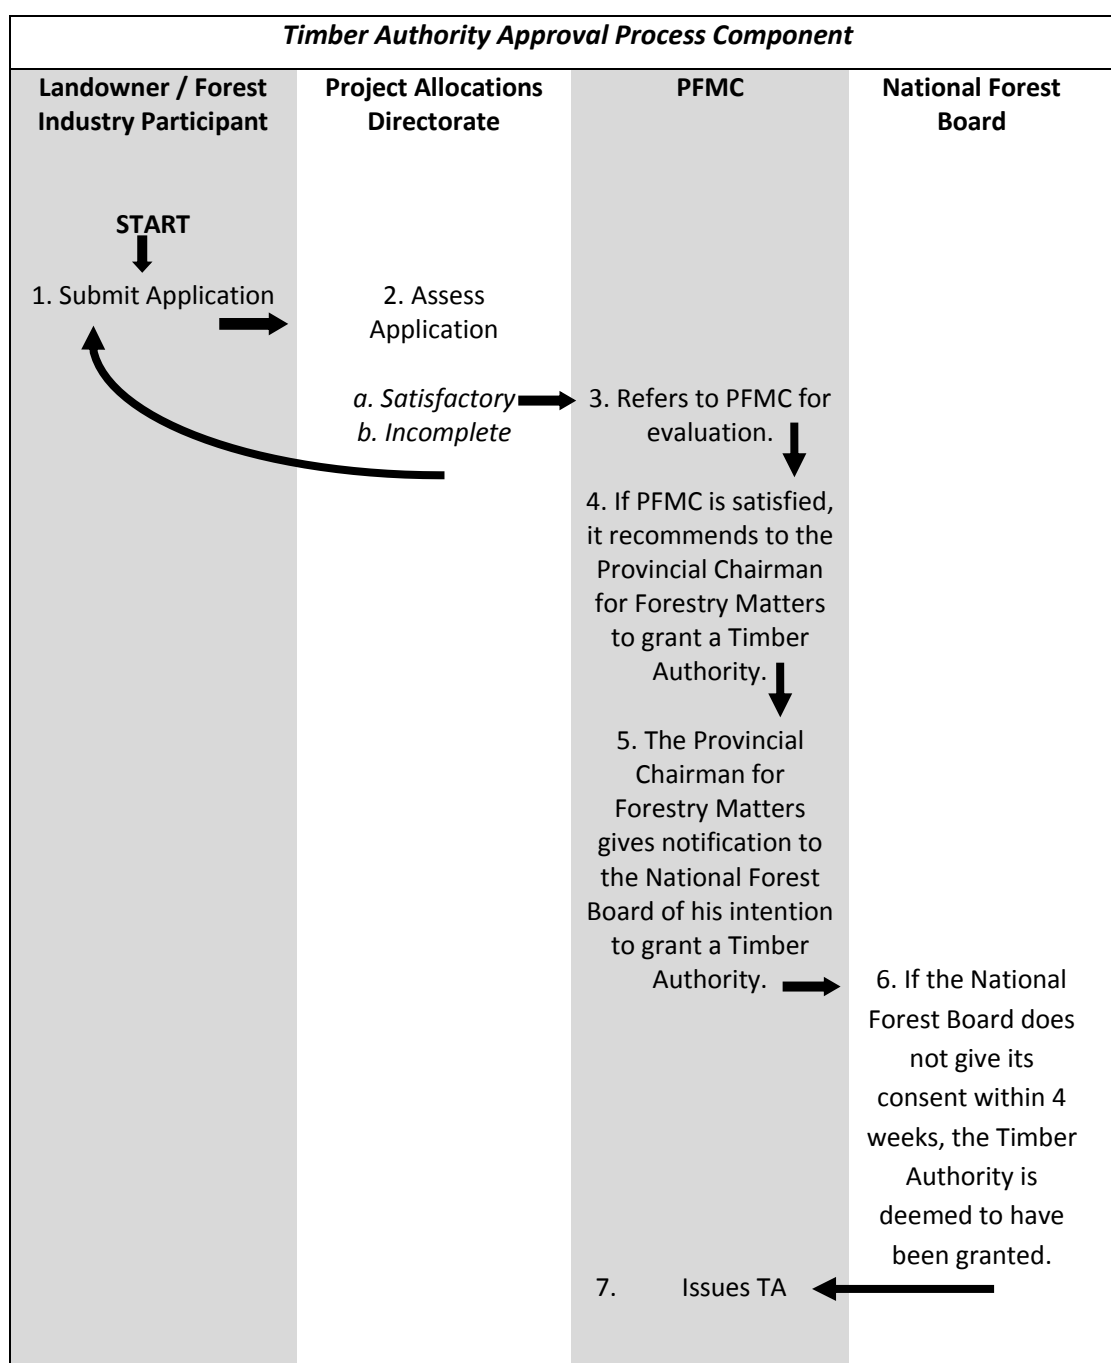 Timber Authority Approval Process Component
Landowner / Forest
Industry Participant
Project Allocations
Directorate
PFMC
National Forest
Board
START
1. Submit Application
2. Assess
Application
a. Satisfactory
b. Incomplete
3. Refers to PFMC for
evaluation.
4. If PFMC is satisfied,
it recommends to the
Provincial Chairman
for Forestry Matters
to grant a Timber
Authority.
5. The Provincial
Chairman for
Forestry Matters
gives notification to
the National Forest
Board of his intention
to grant a Timber
Authority.
6. If the National
Forest Board does
not give its
consent within 4
weeks, the Timber
Authority is
deemed to have
been granted.
7. Issues TA